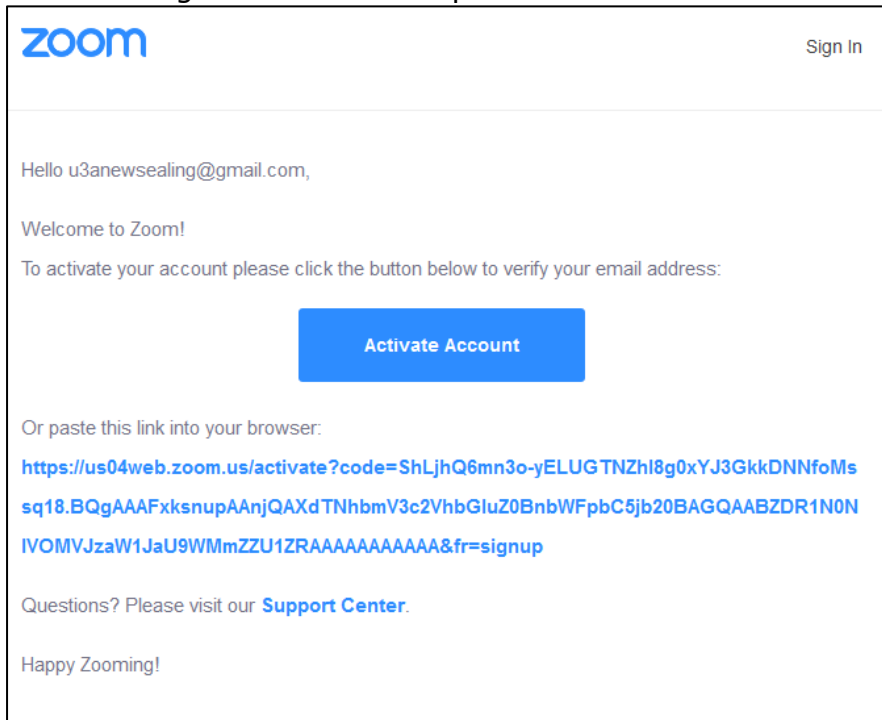 zoom
Sign In
Hello u3anewsealing@gmail.com,
Welcome to Zoom!
To activate your account please click the button below to verify your email address:
Activate Account
Or paste this link into your browser:
https://us04web.zoom.us/activate?code=ShLjhQ6mn3o-yELUGTNZhl8g0xYJ3GkkDNNfoMs
sq18.BQgAAAFxksnupAAnjQAXdTNhbmV3c2VhbGluZ0BnbWFpbC5jb20BAGQAABZDR1N0N
lVOMVJzaW1JaU9WMmZZU1ZRAAAAAAAAAAA&fr=signup
Questions? Please visit our Support Center.
Happy Zooming!